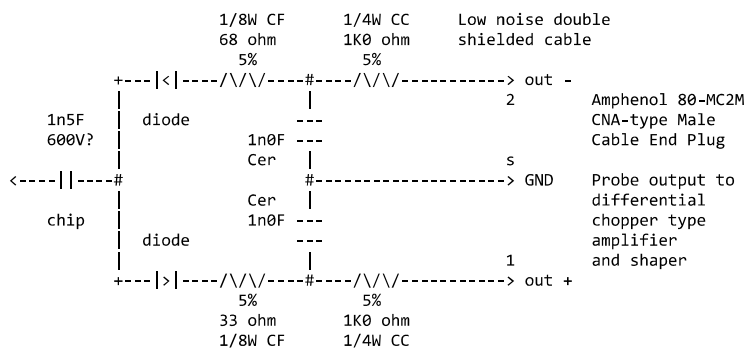 1/8W CF      1/4W CC     Low noise double
               68 ohm       1K0 ohm     shielded cable
                 5%            5%
       +---|<|----/\/\/-----#----/\/\/-----------> out -
       |                    |                  2        Amphenol 80-MC2M
1n5F   |  diode            ---                          CNA-type Male
600V?  |              1n0F ---                          Cable End Plug
       |              Cer   |                  s
<----||----#                #--------------------> GND   Probe output to
       |              Cer   |                           differential
chip   |              1n0F ---                          chopper type
       |  diode            ---                          amplifier
       |                    |                  1        and shaper
       +---|>|----/\/\/-----#----/\/\/-----------> out +
                 5%            5%
               33 ohm       1K0 ohm
               1/8W CF      1/4W CC